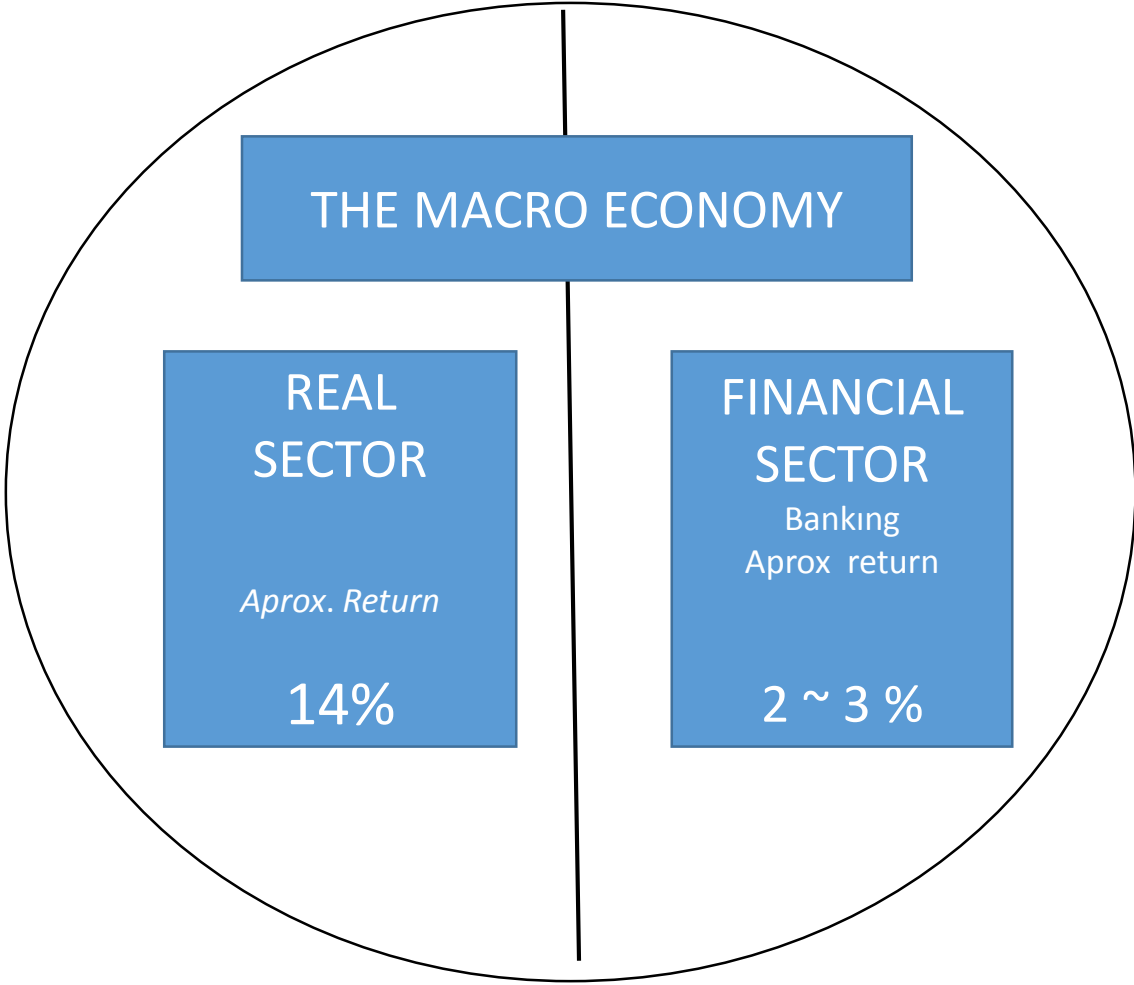 THE MACRO ECONOMY
REAL
SECTOR
Aprox. Return
14%
FINANCIAL
SECTOR
Bankıng
Aprox return
2 ~ 3 %